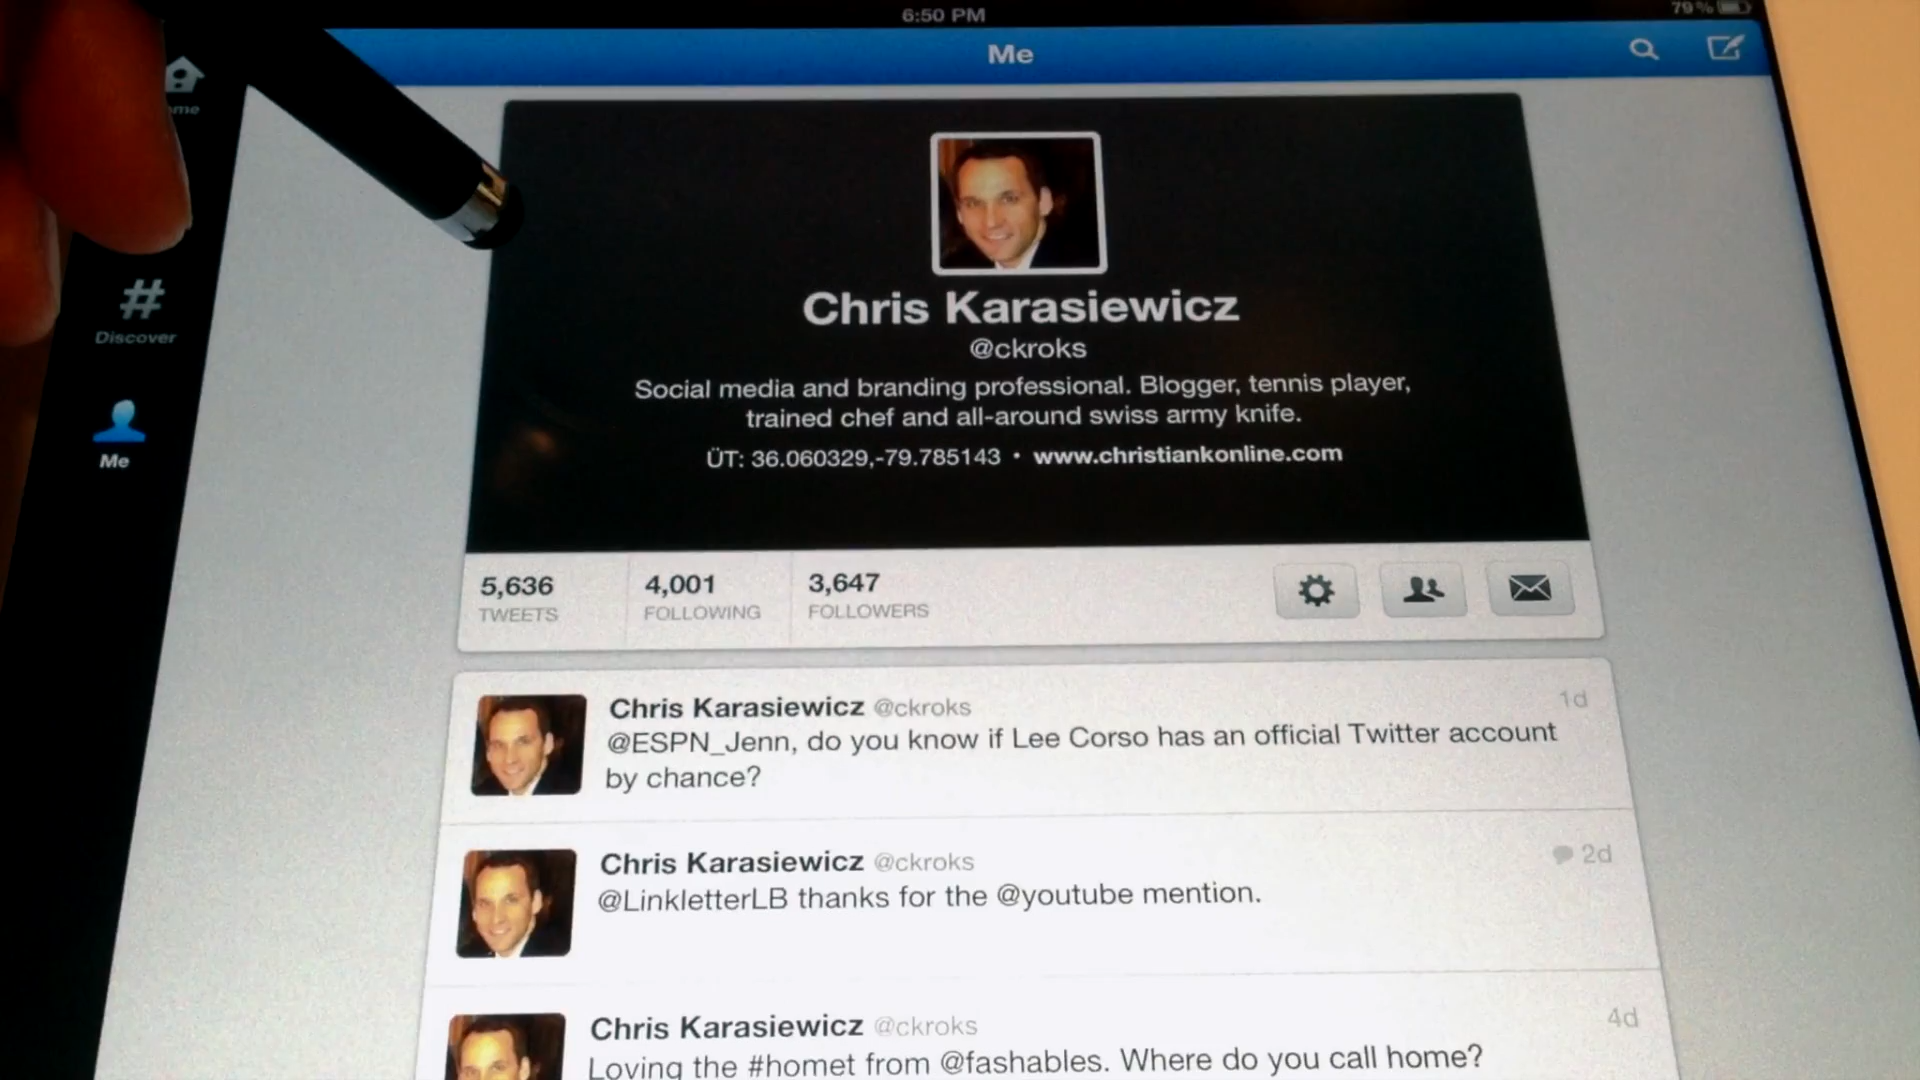 6:50 PM
79%
Me
me
#
Discover
Me
Chris Karasiewicz
@ckroks
Social media and branding professional. Blogger, tennis player,
trained chef and all-around swiss army knife.
ÜT: 36.060329,-79.785143 • www.christiankonline.com
5,636
TWEETS
4,001
FOLLOWING
3,647
FOLLOWERS
Chris Karasiewicz @ckroks 1d
@ESPN_Jenn, do you know if Lee Corso has an official Twitter account
by chance?
Chris Karasiewicz @ckroks 2d
@LinkletterLB thanks for the @youtube mention.
Chris Karasiewicz @ckroks 4d
Loving the #homet from @fashables. Where do you call home?